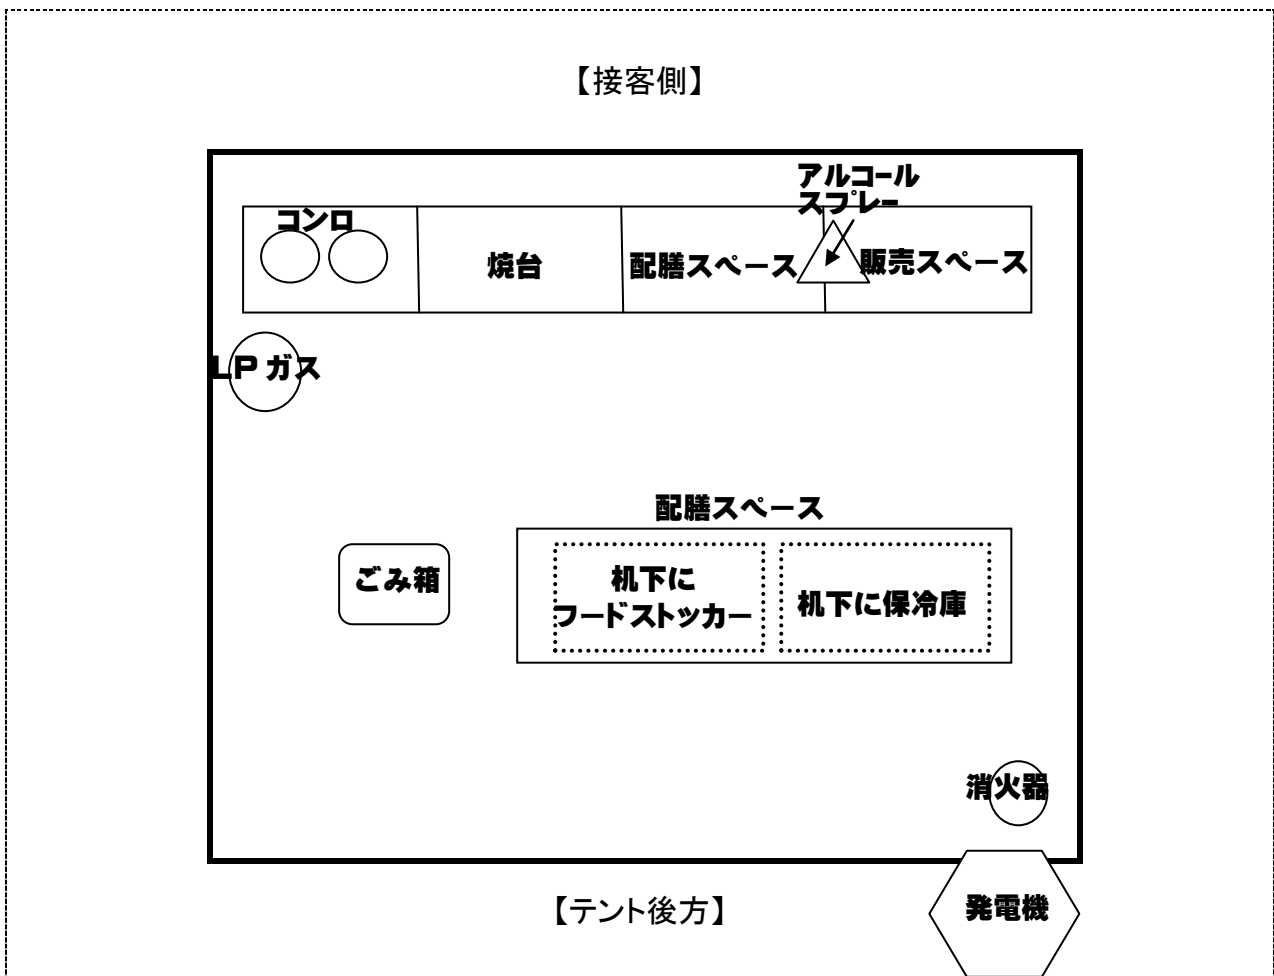 【接客側】
アルコール
スプレー
コンロ
焼台
配膳スペース
販売スペース
LPガス
配膳スペース
ごみ箱
机下に
フードストッカー
机下に保冷庫
消火器
【テント後方】
発電機